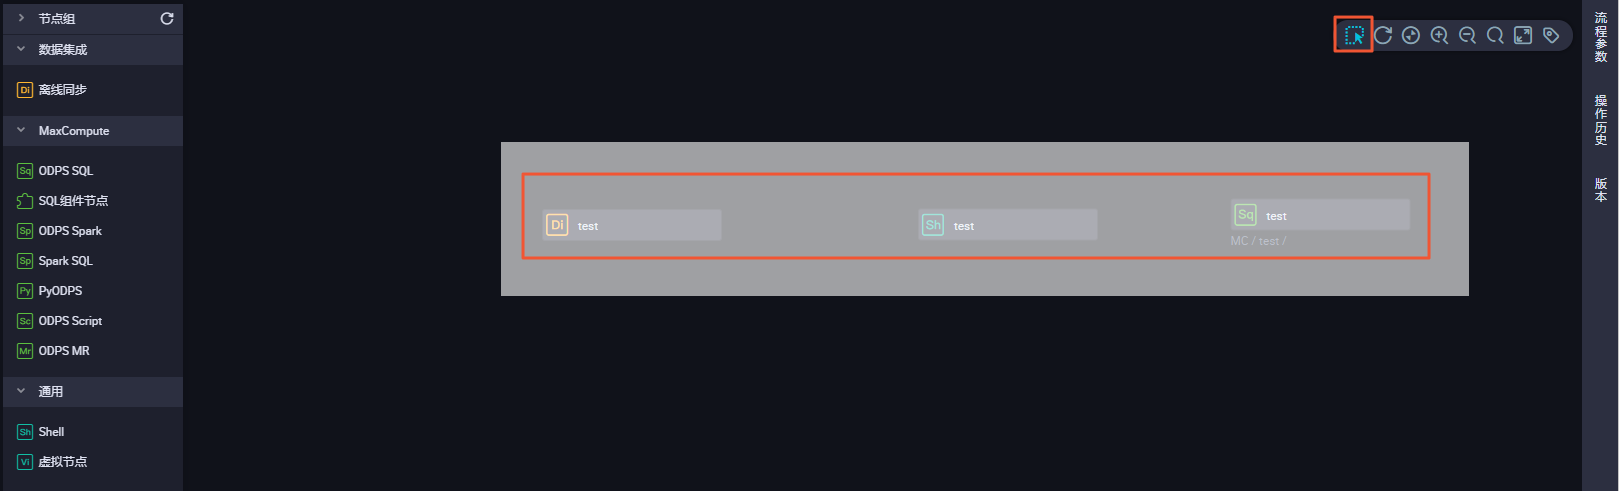 节点组
数据集成
Di 离线同步
MaxCompute
Sq ODPS SQL
SQL组件节点
Sp ODPS Spark
Sp Spark SQL
Py PyODPS
Sc ODPS Script
Mr ODPS MR
通用
Sh Shell
Vi 虚拟节点
Di test
Sh test
Sq test
MC / test /
流程参数
操作历史
版本